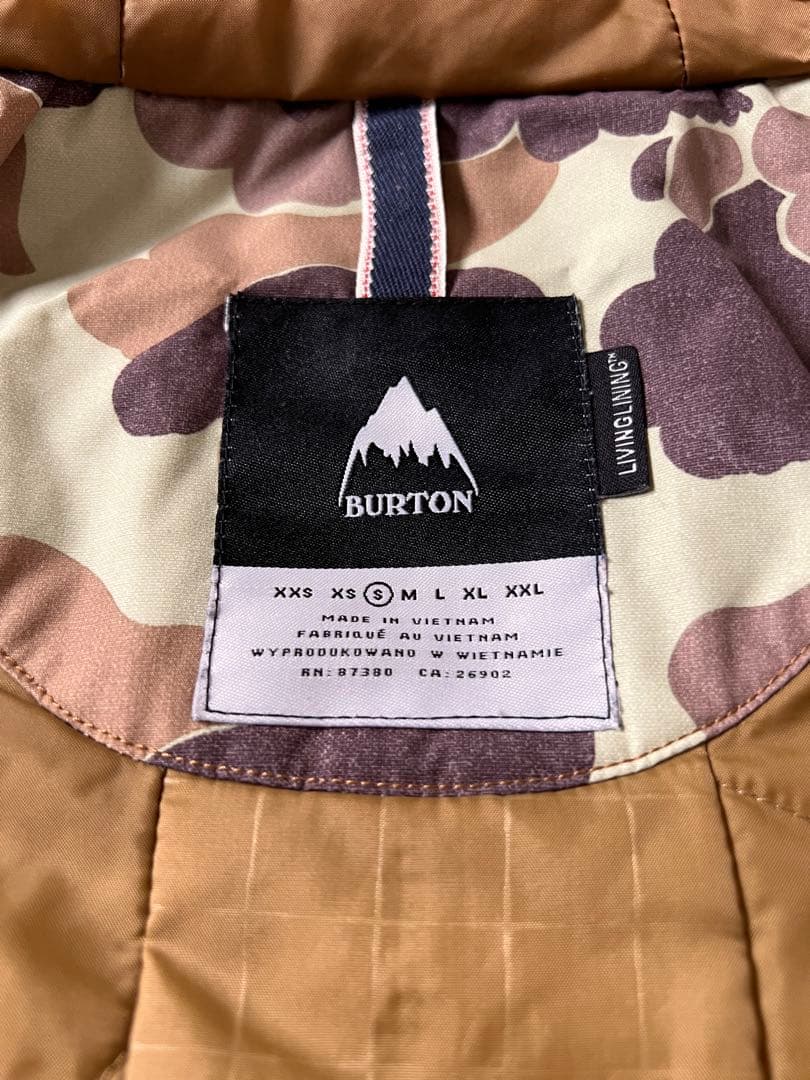 BURTON
LIVINGLINING™
XXS XS S M L XL XXL
MADE IN VIETNAM
FABRIQUÉ AU VIETNAM
WYPRODUKOWANO W WIETNAMIE
RN: 87380 CA: 26902